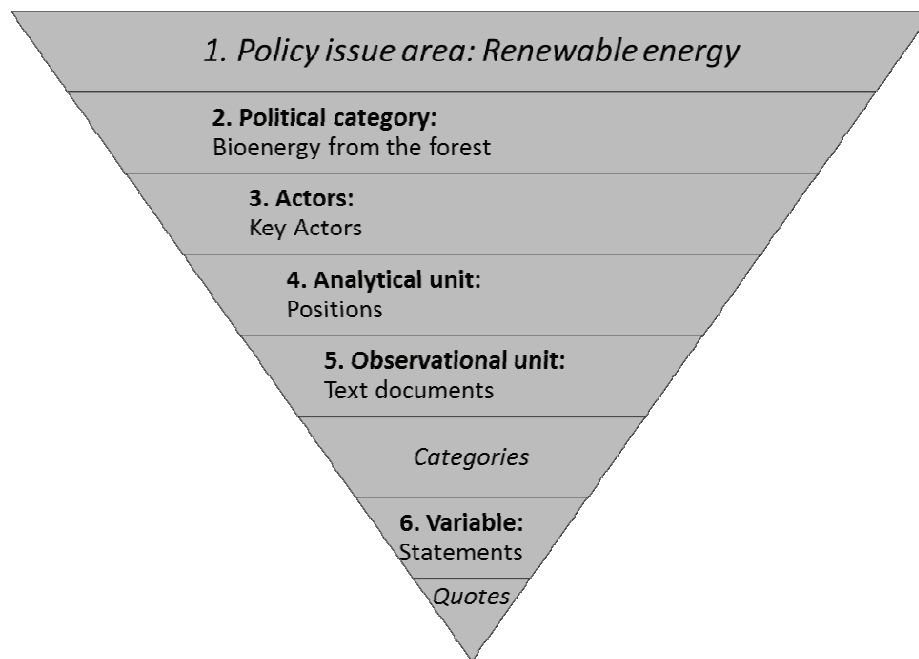 1. Policy issue area: Renewable energy
2. Political category:
Bioenergy from the forest
3. Actors:
Key Actors
4. Analytical unit:
Positions
5. Observational unit:
Text documents
Categories
6. Variable:
Statements
Quotes